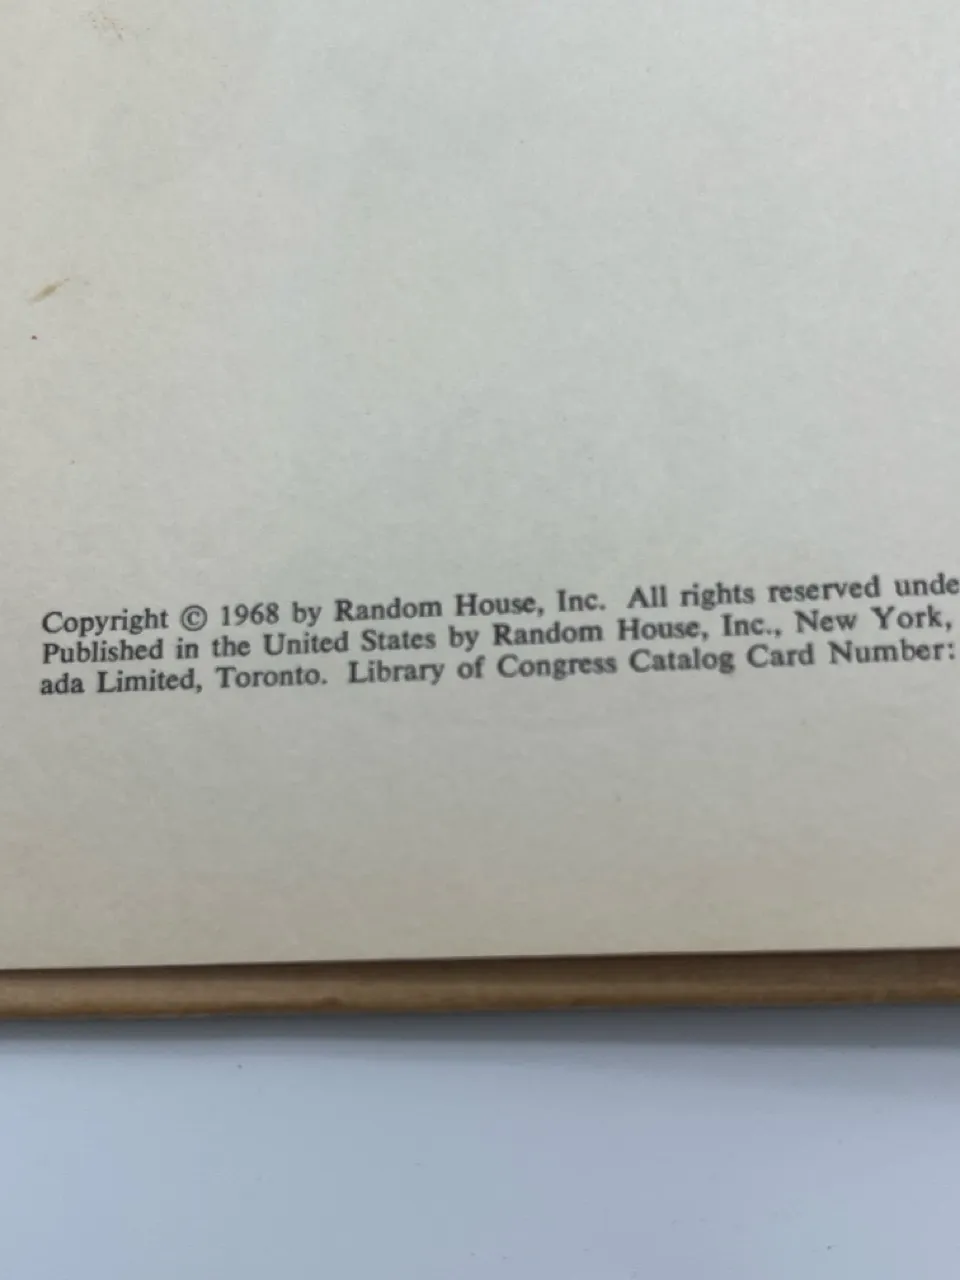 Copyright © 1968 by Random House, Inc. All rights reserved unde
Published in the United States by Random House, Inc., New York,
ada Limited, Toronto. Library of Congress Catalog Card Number: